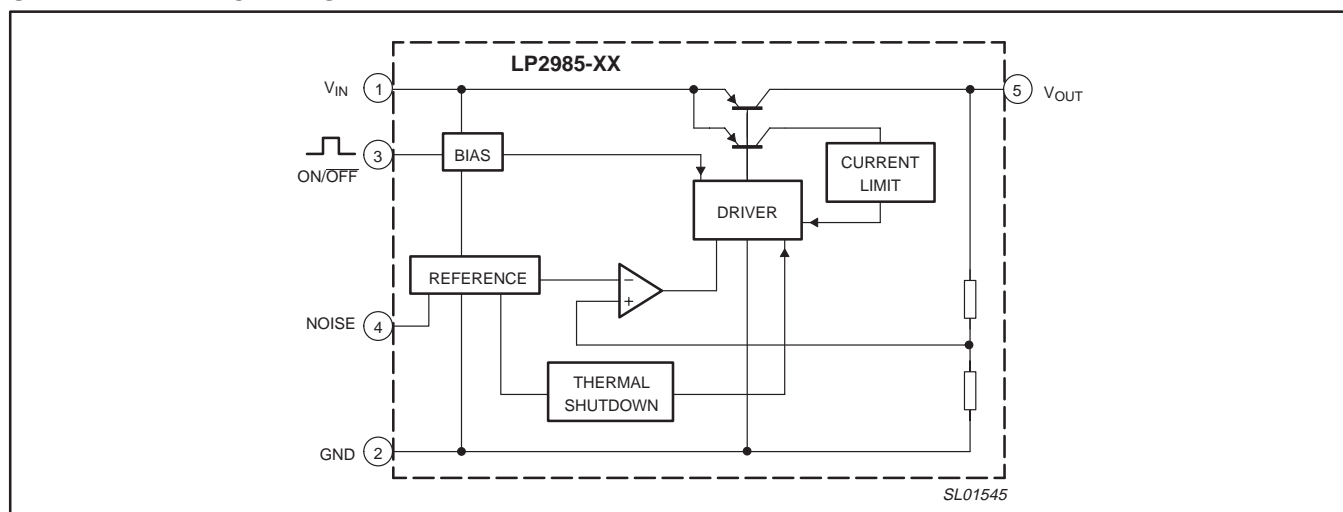 LP2985-XX
VIN 1
5 VOUT
3 BIAS
ON/OFF
CURRENT
LIMIT
DRIVER
REFERENCE
−
+
NOISE 4
THERMAL
SHUTDOWN
GND 2
SL01545